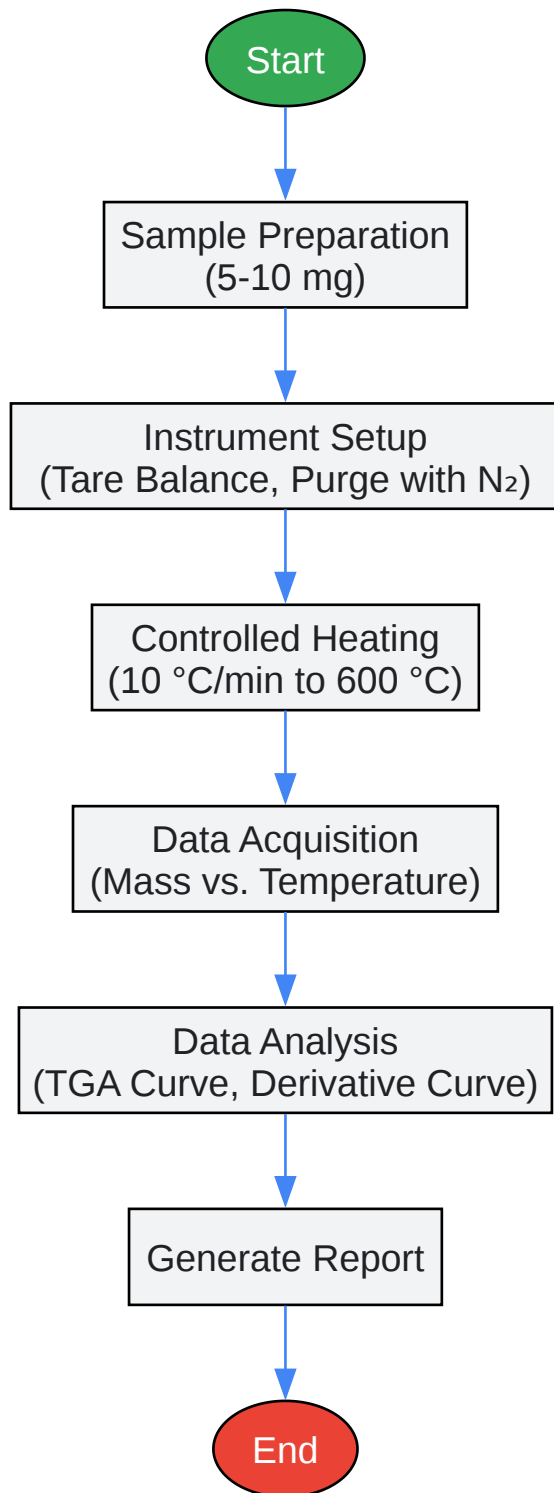 Start
Sample Preparation
(5-10 mg)
Instrument Setup
(Tare Balance, Purge with N₂)
Controlled Heating
(10 °C/min to 600 °C)
Data Acquisition
(Mass vs. Temperature)
Data Analysis
(TGA Curve, Derivative Curve)
Generate Report
End